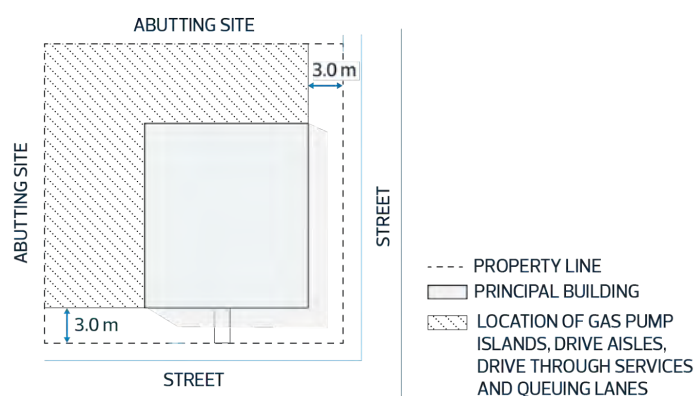 ABUTTING SITE
3.0 m
ABUTTING SITE
STREET
3.0 m
STREET
PROPERTY LINE
PRINCIPAL BUILDING
LOCATION OF GAS PUMP
ISLANDS, DRIVE AISLES,
DRIVE THROUGH SERVICES
AND QUEUING LANES